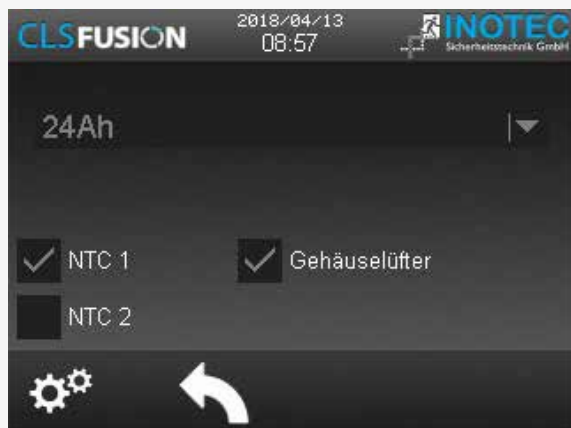 CLSFUSION
2018/04/13
08:57
INOTEC
Sicherheitstechnik GmbH
24Ah
NTC 1
Gehäuselüfter
NTC 2